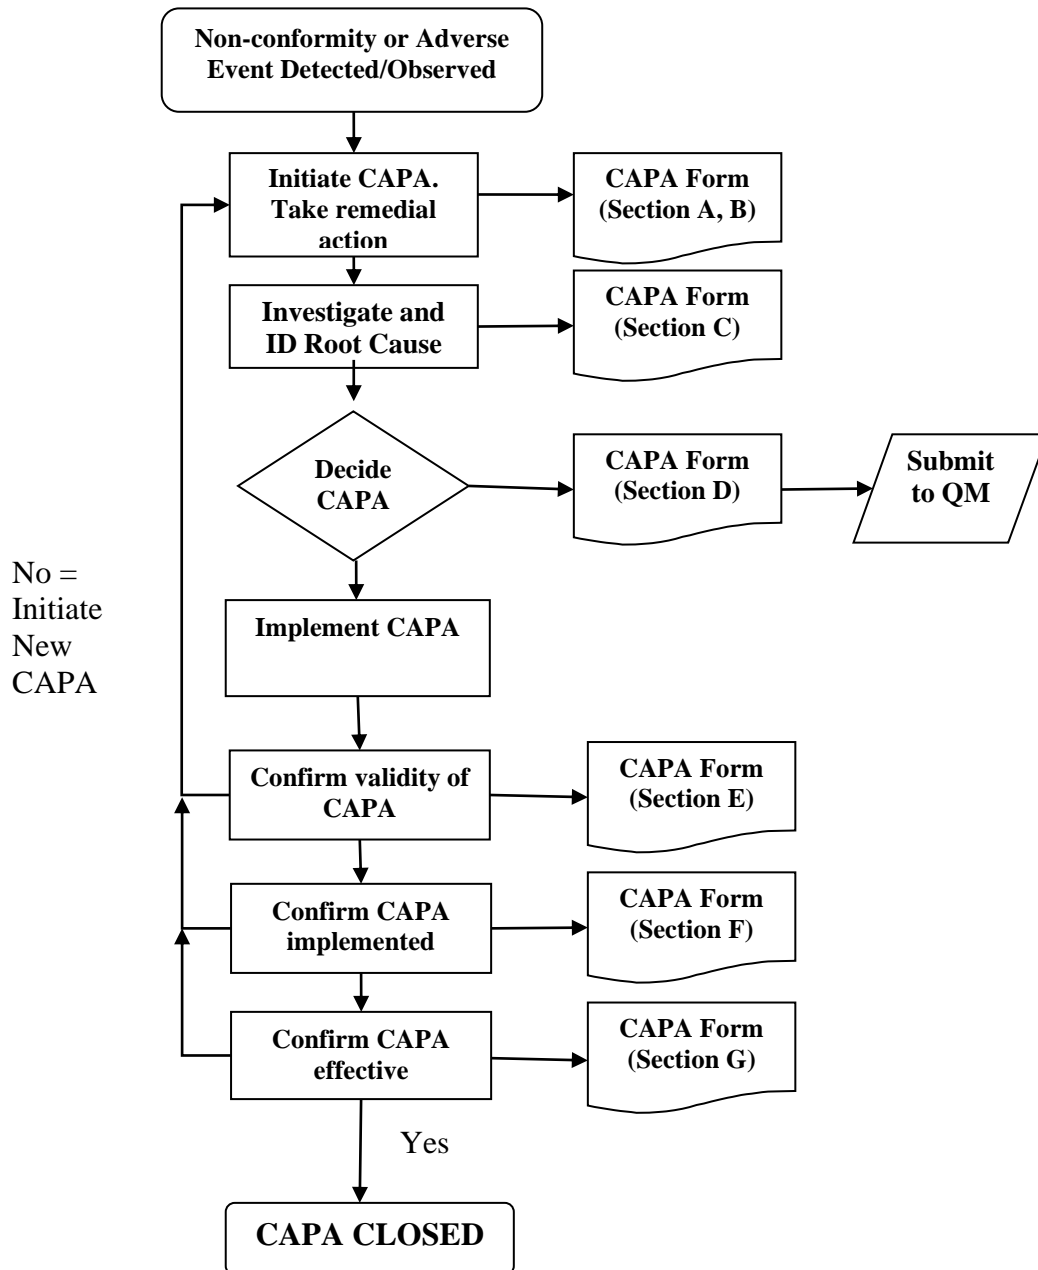 Non-conformity or Adverse
Event Detected/Observed
Initiate CAPA.
Take remedial
action
CAPA Form
(Section A, B)
Investigate and
ID Root Cause
CAPA Form
(Section C)
Decide
CAPA
CAPA Form
(Section D)
Submit
to QM
No =
Initiate
New
CAPA
Implement CAPA
Confirm validity of
CAPA
CAPA Form
(Section E)
Confirm CAPA
implemented
CAPA Form
(Section F)
Confirm CAPA
effective
CAPA Form
(Section G)
Yes
CAPA CLOSED